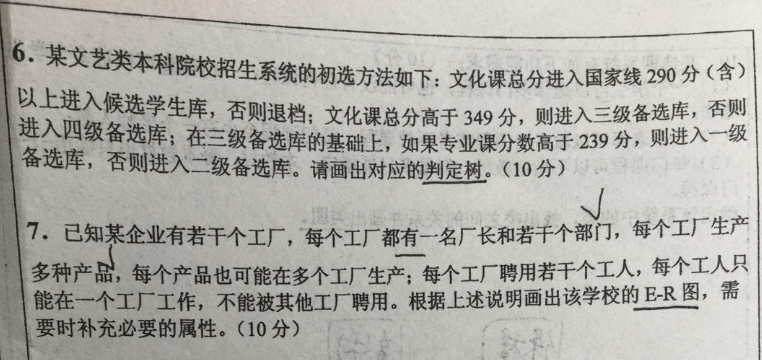 6. 某文艺类本科院校招生系统的初选方法如下：文化课总分进入国家线 290 分（含）
以上进入候选学生库，否则退档；文化课总分高于 349 分，则进入三级备选库，否则
进入四级备选库；在三级备选库的基础上，如果专业课分数高于 239 分，则进入一级
备选库，否则进入二级备选库。请画出对应的判定树。（10 分）
7. 已知某企业有若干个工厂，每个工厂都有一名厂长和若干个部门，每个工厂生产
多种产品，每个产品也可能在多个工厂生产；每个工厂聘用若干个工人，每个工人只
能在一个工厂工作，不能被其他工厂聘用。根据上述说明画出该学校的 E-R 图，需
要时补充必要的属性。（10 分）